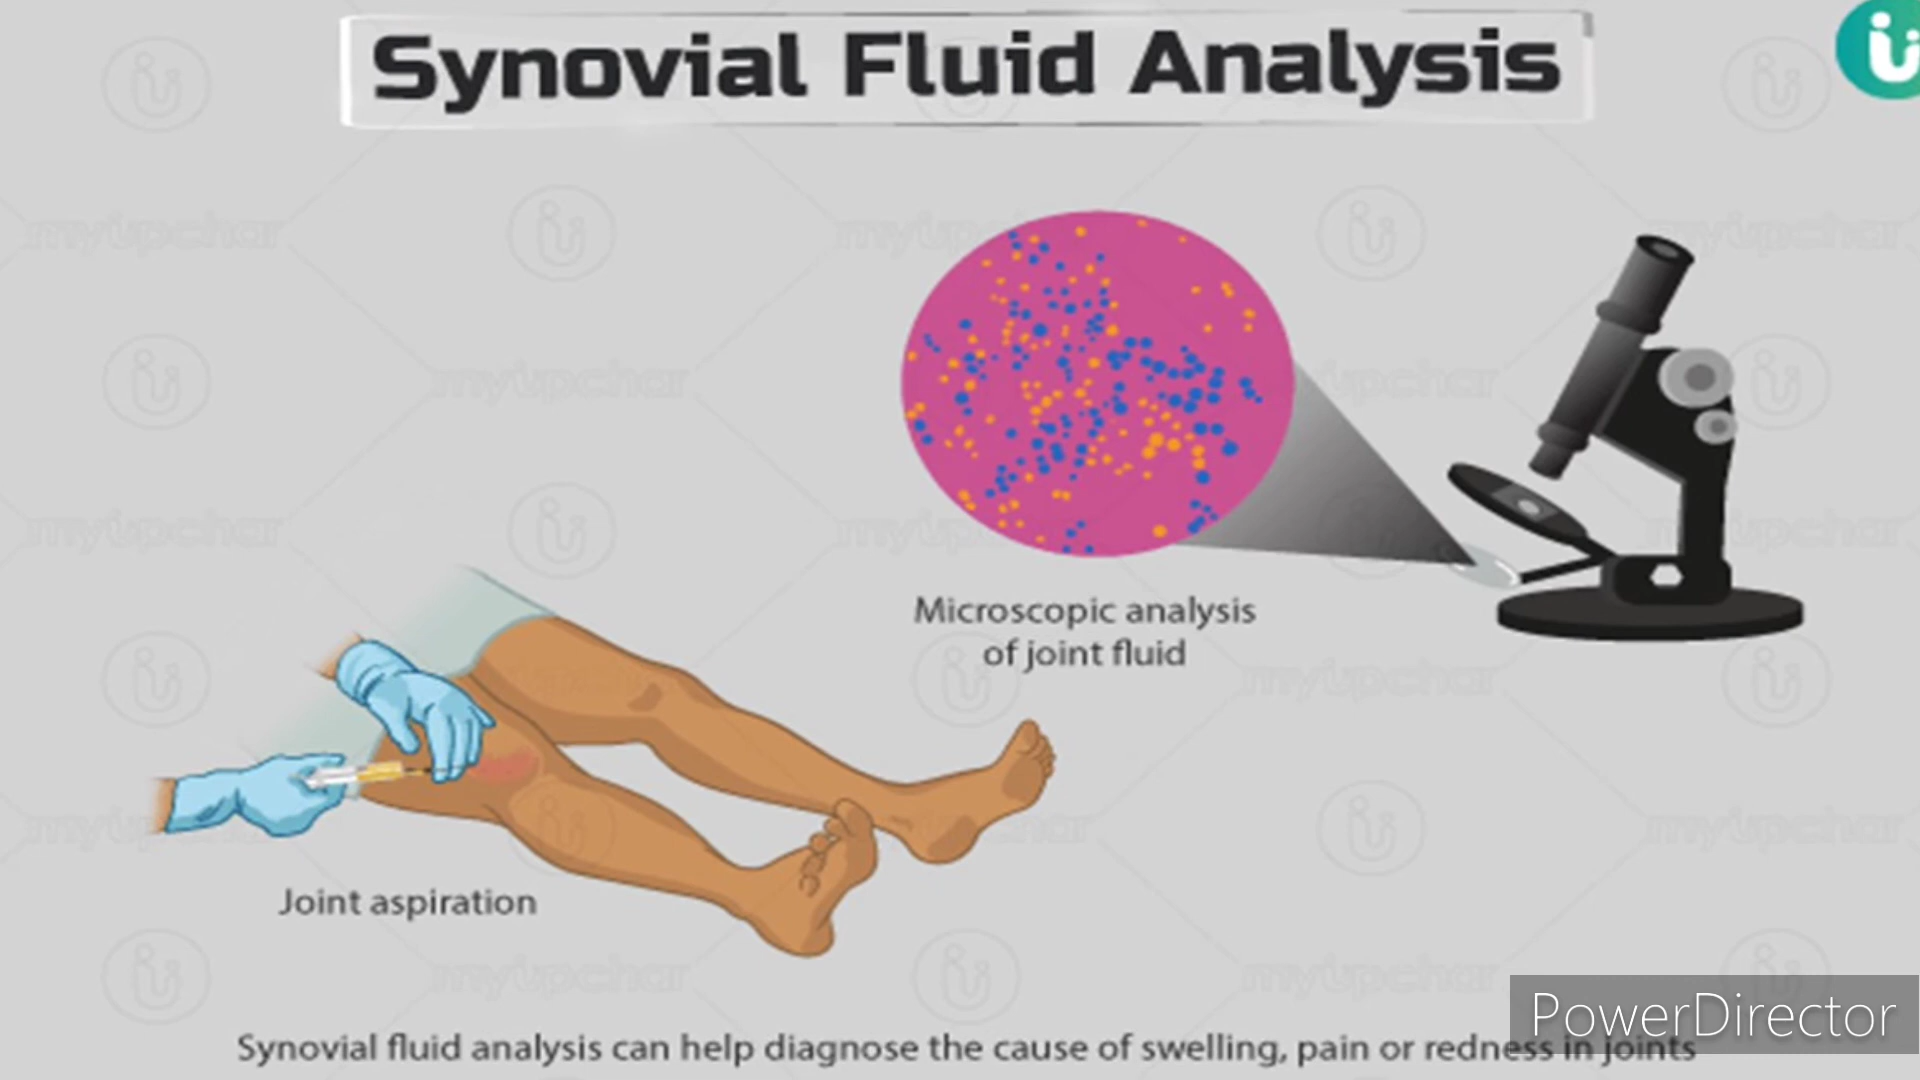 Synovial Fluid Analysis
Microscopic analysis
of joint fluid
Joint aspiration
PowerDirector
Synovial fluid analysis can help diagnose the cause of swelling, pain or redness in joints
myupchar